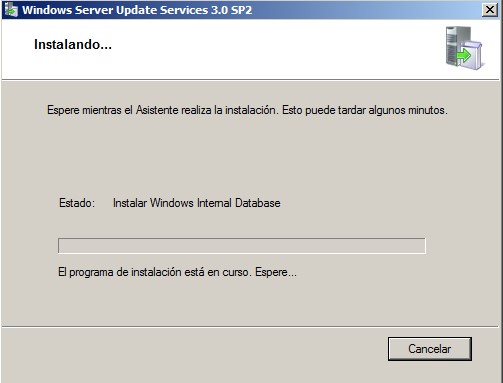 Windows Server Update Services 3.0 SP2
Instalando...
Espere mientras el Asistente realiza la instalación. Esto puede tardar algunos minutos.
Estado: Instalar Windows Internal Database
El programa de instalación está en curso. Espere...
Cancelar